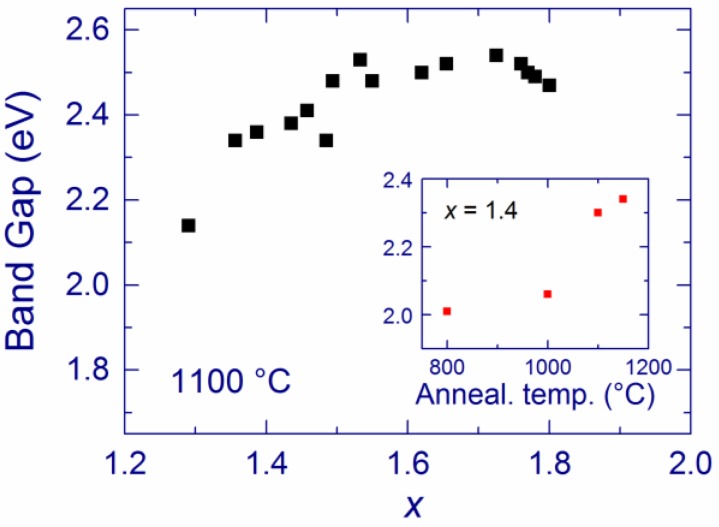 2.6
2.4
2.2
2.0
1.8
Band Gap (eV)
1100 °C
1.2 1.4 1.6 1.8 2.0
x
2.4
2.2
2.0
x = 1.4
800 1000 1200
Anneal. temp. (°C)